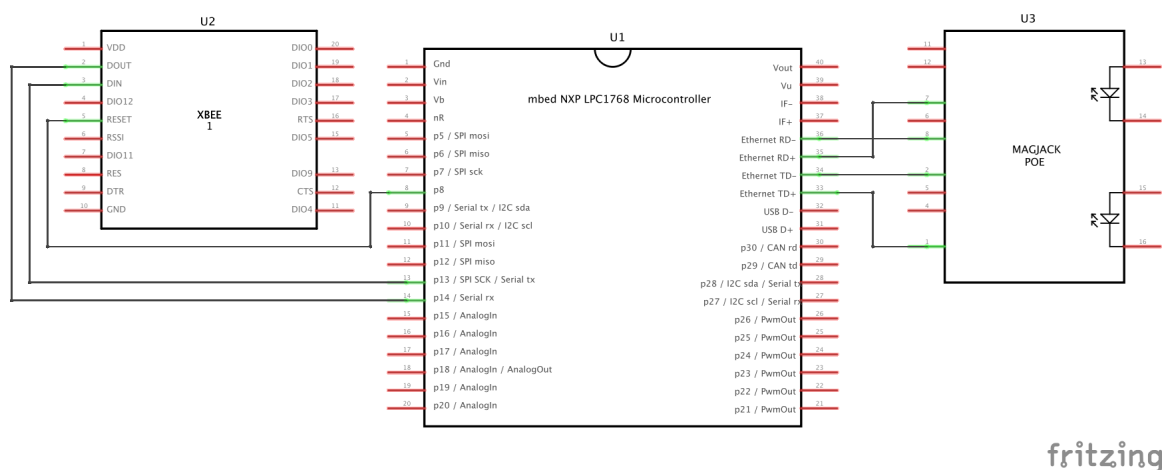 U2
1 VDD
2 DOUT
3 DIN
4 DIO12
5 RESET
6 RSSI
7 DIO11
8 RES
9 DTR
10 GND
XBEE
1
DIO0 20
DIO1 19
DIO2 18
DIO3 17
RTS 16
DIO5 15
DIO9 13
CTS 12
DIO4 11
U1
mbed NXP LPC1768 Microcontroller
1 Gnd
2 Vin
3 Vb
4 nR
5 p5 / SPI mosi
6 p6 / SPI miso
7 p7 / SPI sck
8 p8
9 p9 / Serial tx / I2C sda
10 p10 / Serial rx / I2C scl
11 p11 / SPI mosi
12 p12 / SPI miso
13 p13 / SPI SCK / Serial tx
14 p14 / Serial rx
15 p15 / AnalogIn
16 p16 / AnalogIn
17 p17 / AnalogIn
18 p18 / AnalogIn / AnalogOut
19 p19 / AnalogIn
20 p20 / AnalogIn
Vout 40
Vu 39
IF- 38
IF+ 37
Ethernet RD- 36
Ethernet RD+ 35
Ethernet TD- 34
Ethernet TD+ 33
USB D- 32
USB D+ 31
p30 / CAN rd 30
p29 / CAN td 29
p28 / I2C sda / Serial tx 28
p27 / I2C scl / Serial rx 27
p26 / PwmOut 26
p25 / PwmOut 25
p24 / PwmOut 24
p23 / PwmOut 23
p22 / PwmOut 22
p21 / PwmOut 21
U3
11
12
7
6
8
2
5
4
1
MAGJACK
POE
13
14
15
16
fritzing